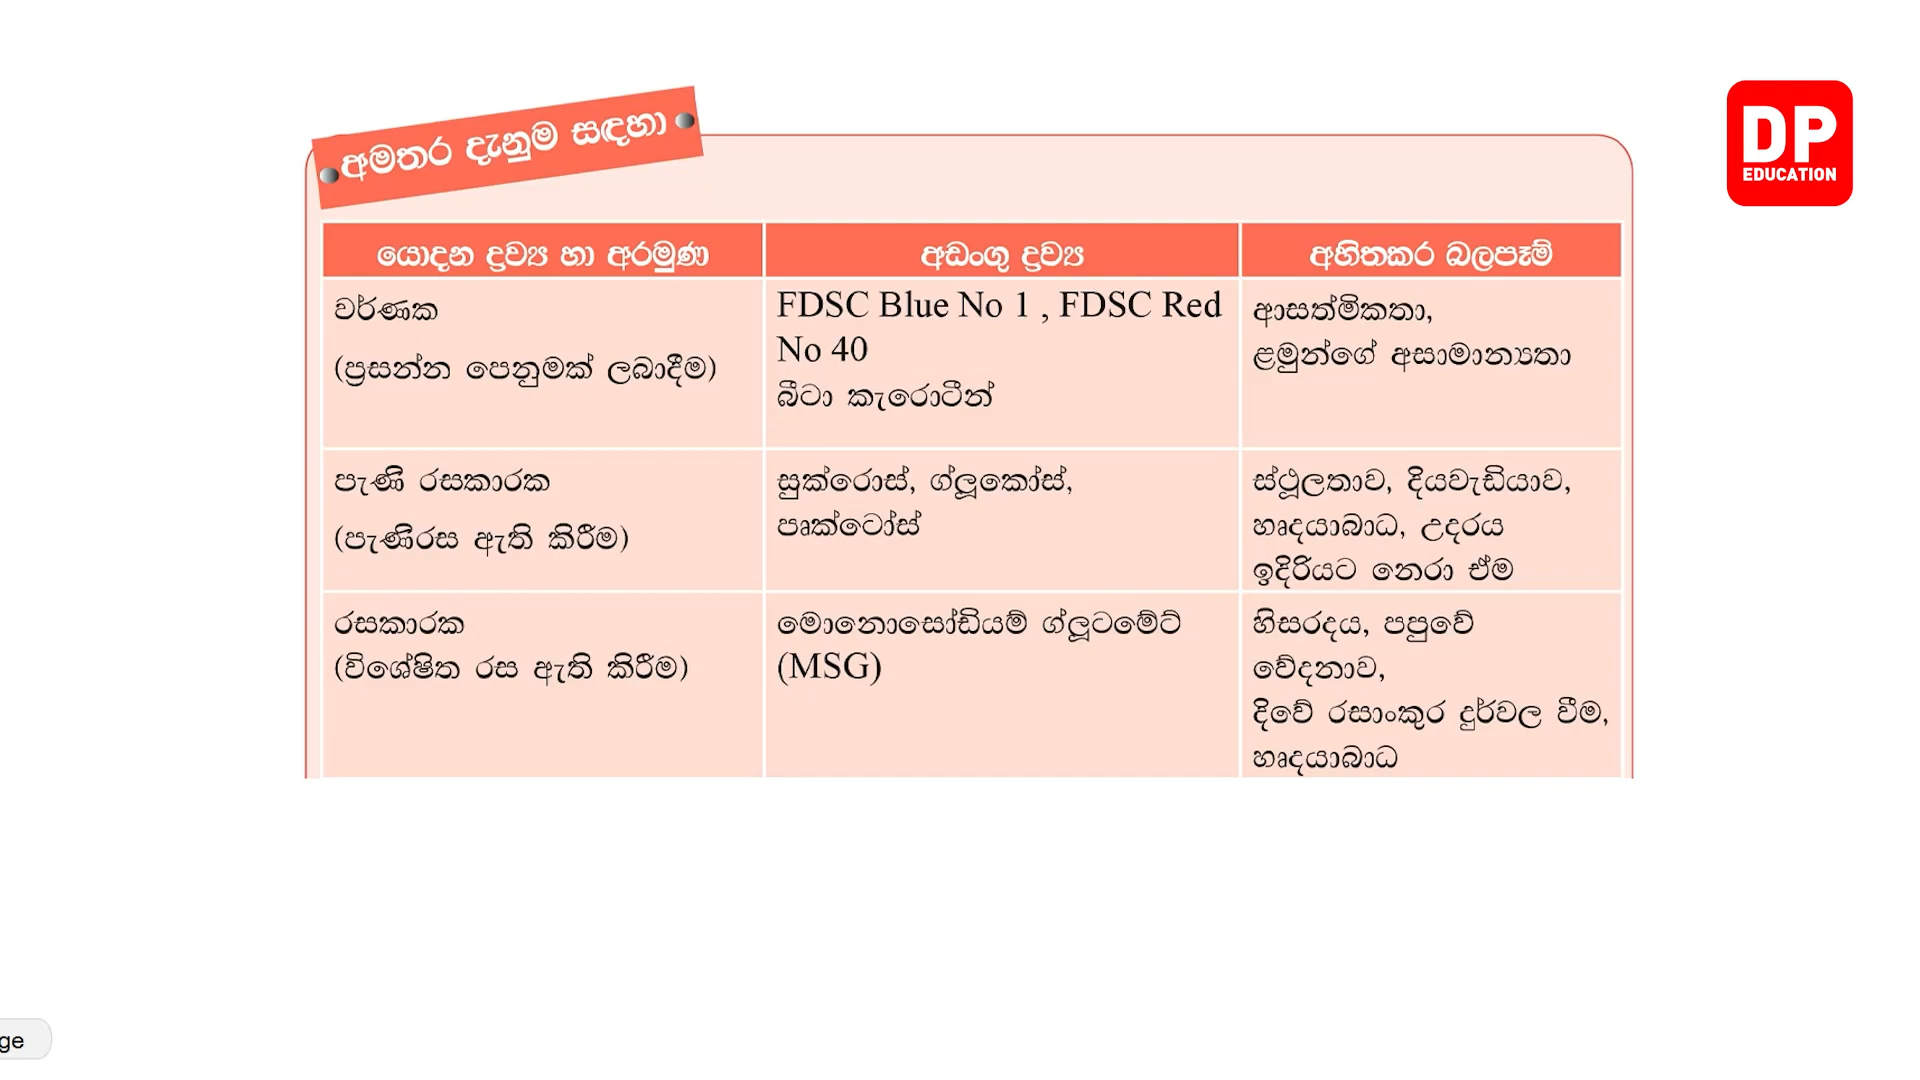 අමතර දැනුම සඳහා
DP
EDUCATION
යොදන ද්‍රව්‍ය හා අරමුණ
අඩංගු ද්‍රව්‍ය
අහිතකර බලපෑම්
වර්ණක
(ප්‍රසන්න පෙනුමක් ලබාදීම)
FDSC Blue No 1 , FDSC Red
No 40
බීටා කැරොටීන්
ආසත්මිකතා,
ළමුන්ගේ අසාමාන්‍යතා
පැණි රසකාරක
(පැණිරස ඇති කිරීම)
සුක්රොස්, ග්ලූකෝස්,
පෘක්ටෝස්
ස්ථූලතාව, දියවැඩියාව,
හෘදයාබාධ, උදරය
ඉදිරියට නෙරා ඒම
රසකාරක
(විශේෂිත රස ඇති කිරීම)
මොනොසෝඩියම් ග්ලූටමේට්
(MSG)
හිසරදය, පපුවේ
වේදනාව,
දිවේ රසාංකුර දුර්වල වීම,
හෘදයාබාධ
ge